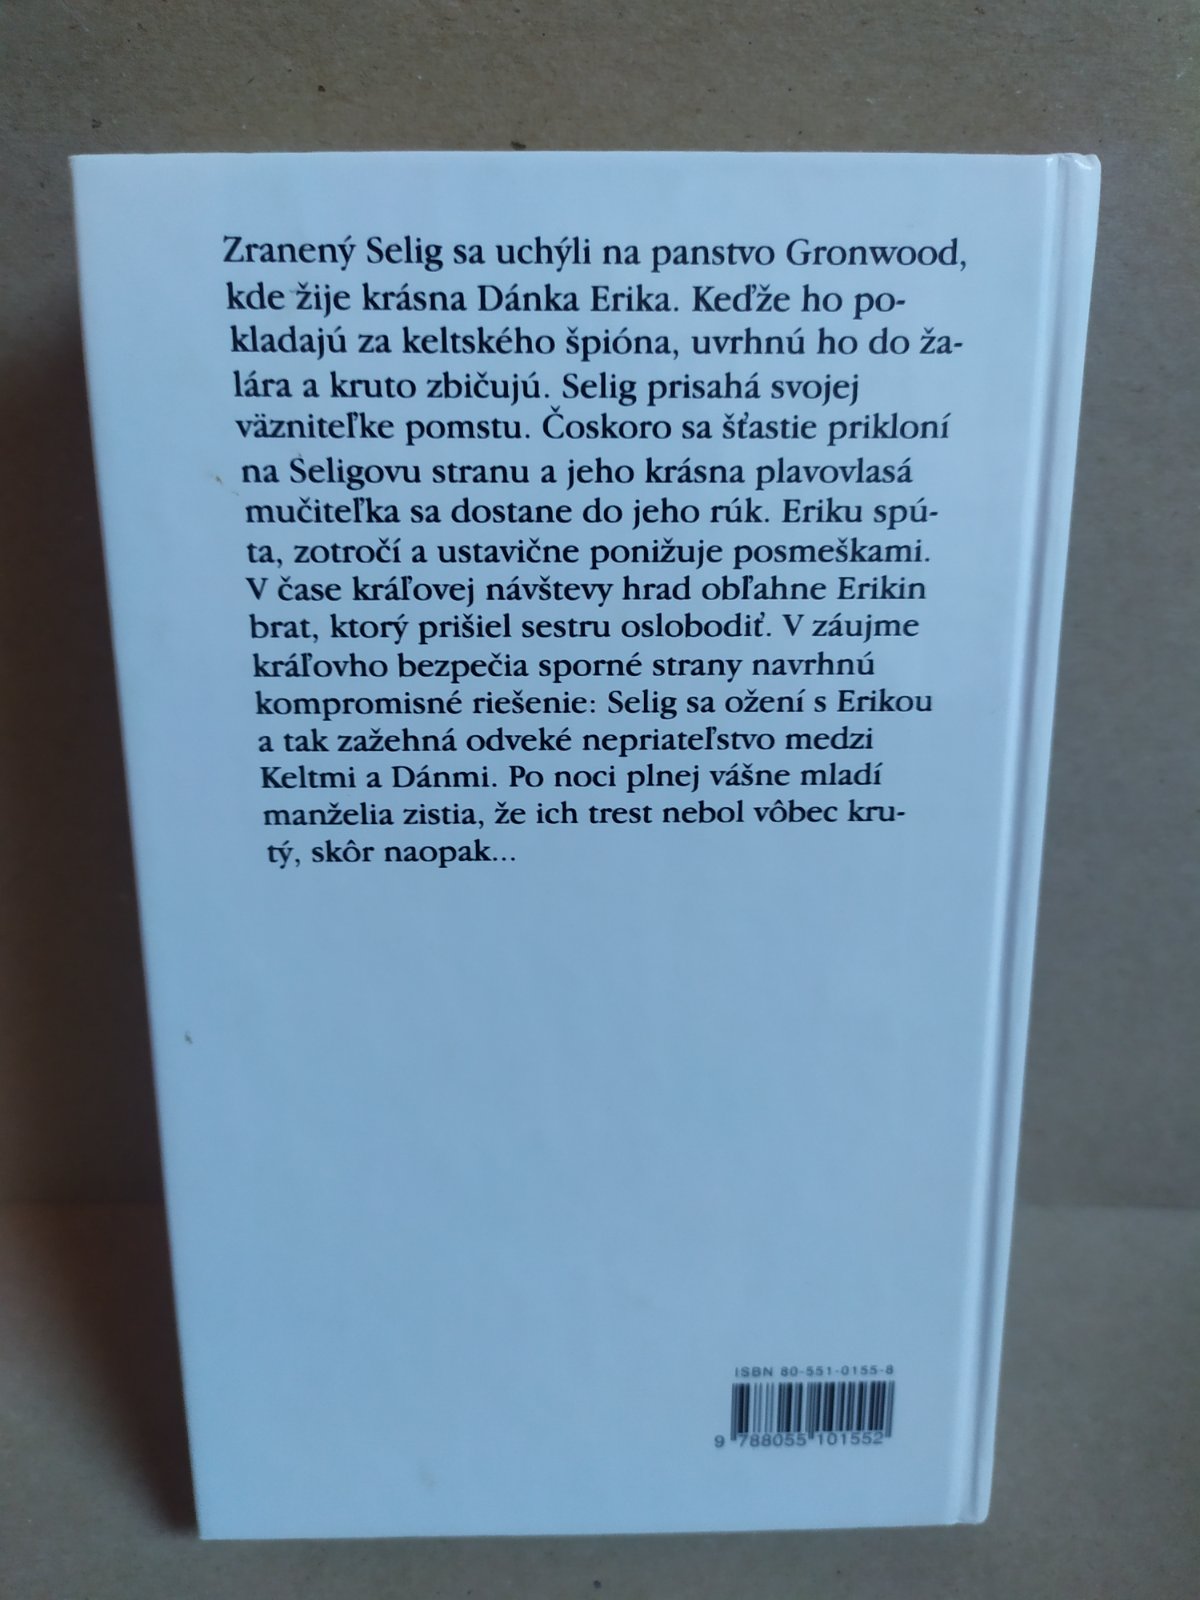 Zranený Selig sa uchýli na panstvo Gronwood,
kde žije krásna Dánka Erika. Keďže ho po-
kladajú za keltského špióna, uvrhnú ho do ža-
lára a kruto zbičujú. Selig prisahá svojej
väzniteľke pomstu. Čoskoro sa šťastie prikloní
na Seligovu stranu a jeho krásna plavovlasá
mučiteľka sa dostane do jeho rúk. Eriku spú-
ta, zotročí a ustavične ponižuje posmeškami.
V čase kráľovej návštevy hrad obľahne Erikin
brat, ktorý prišiel sestru oslobodiť. V záujme
kráľovho bezpečia sporné strany navrhnú
kompromisné riešenie: Selig sa ožení s Erikou
a tak zažehná odveké nepriateľstvo medzi
Keltmi a Dánmi. Po noci plnej vášne mladí
manželia zistia, že ich trest nebol vôbec kru-
tý, skôr naopak...
ISBN 80-551-0155-8
9 788055 101552